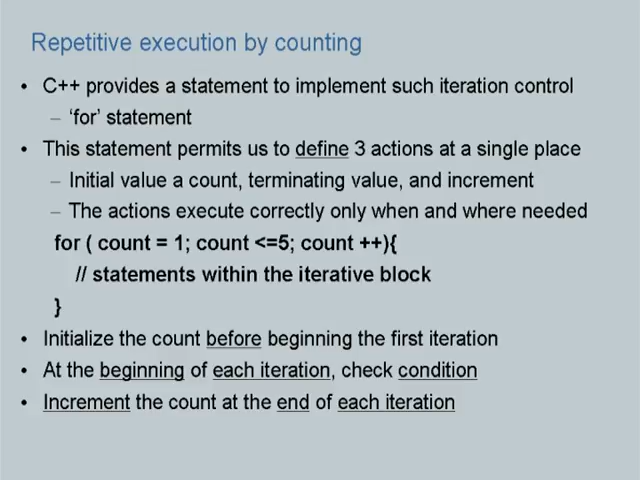 Repetitive execution by counting
• C++ provides a statement to implement such iteration control
– 'for' statement
• This statement permits us to define 3 actions at a single place
– Initial value a count, terminating value, and increment
– The actions execute correctly only when and where needed
for ( count = 1; count <=5; count ++){
// statements within the iterative block
}
• Initialize the count before beginning the first iteration
• At the beginning of each iteration, check condition
• Increment the count at the end of each iteration